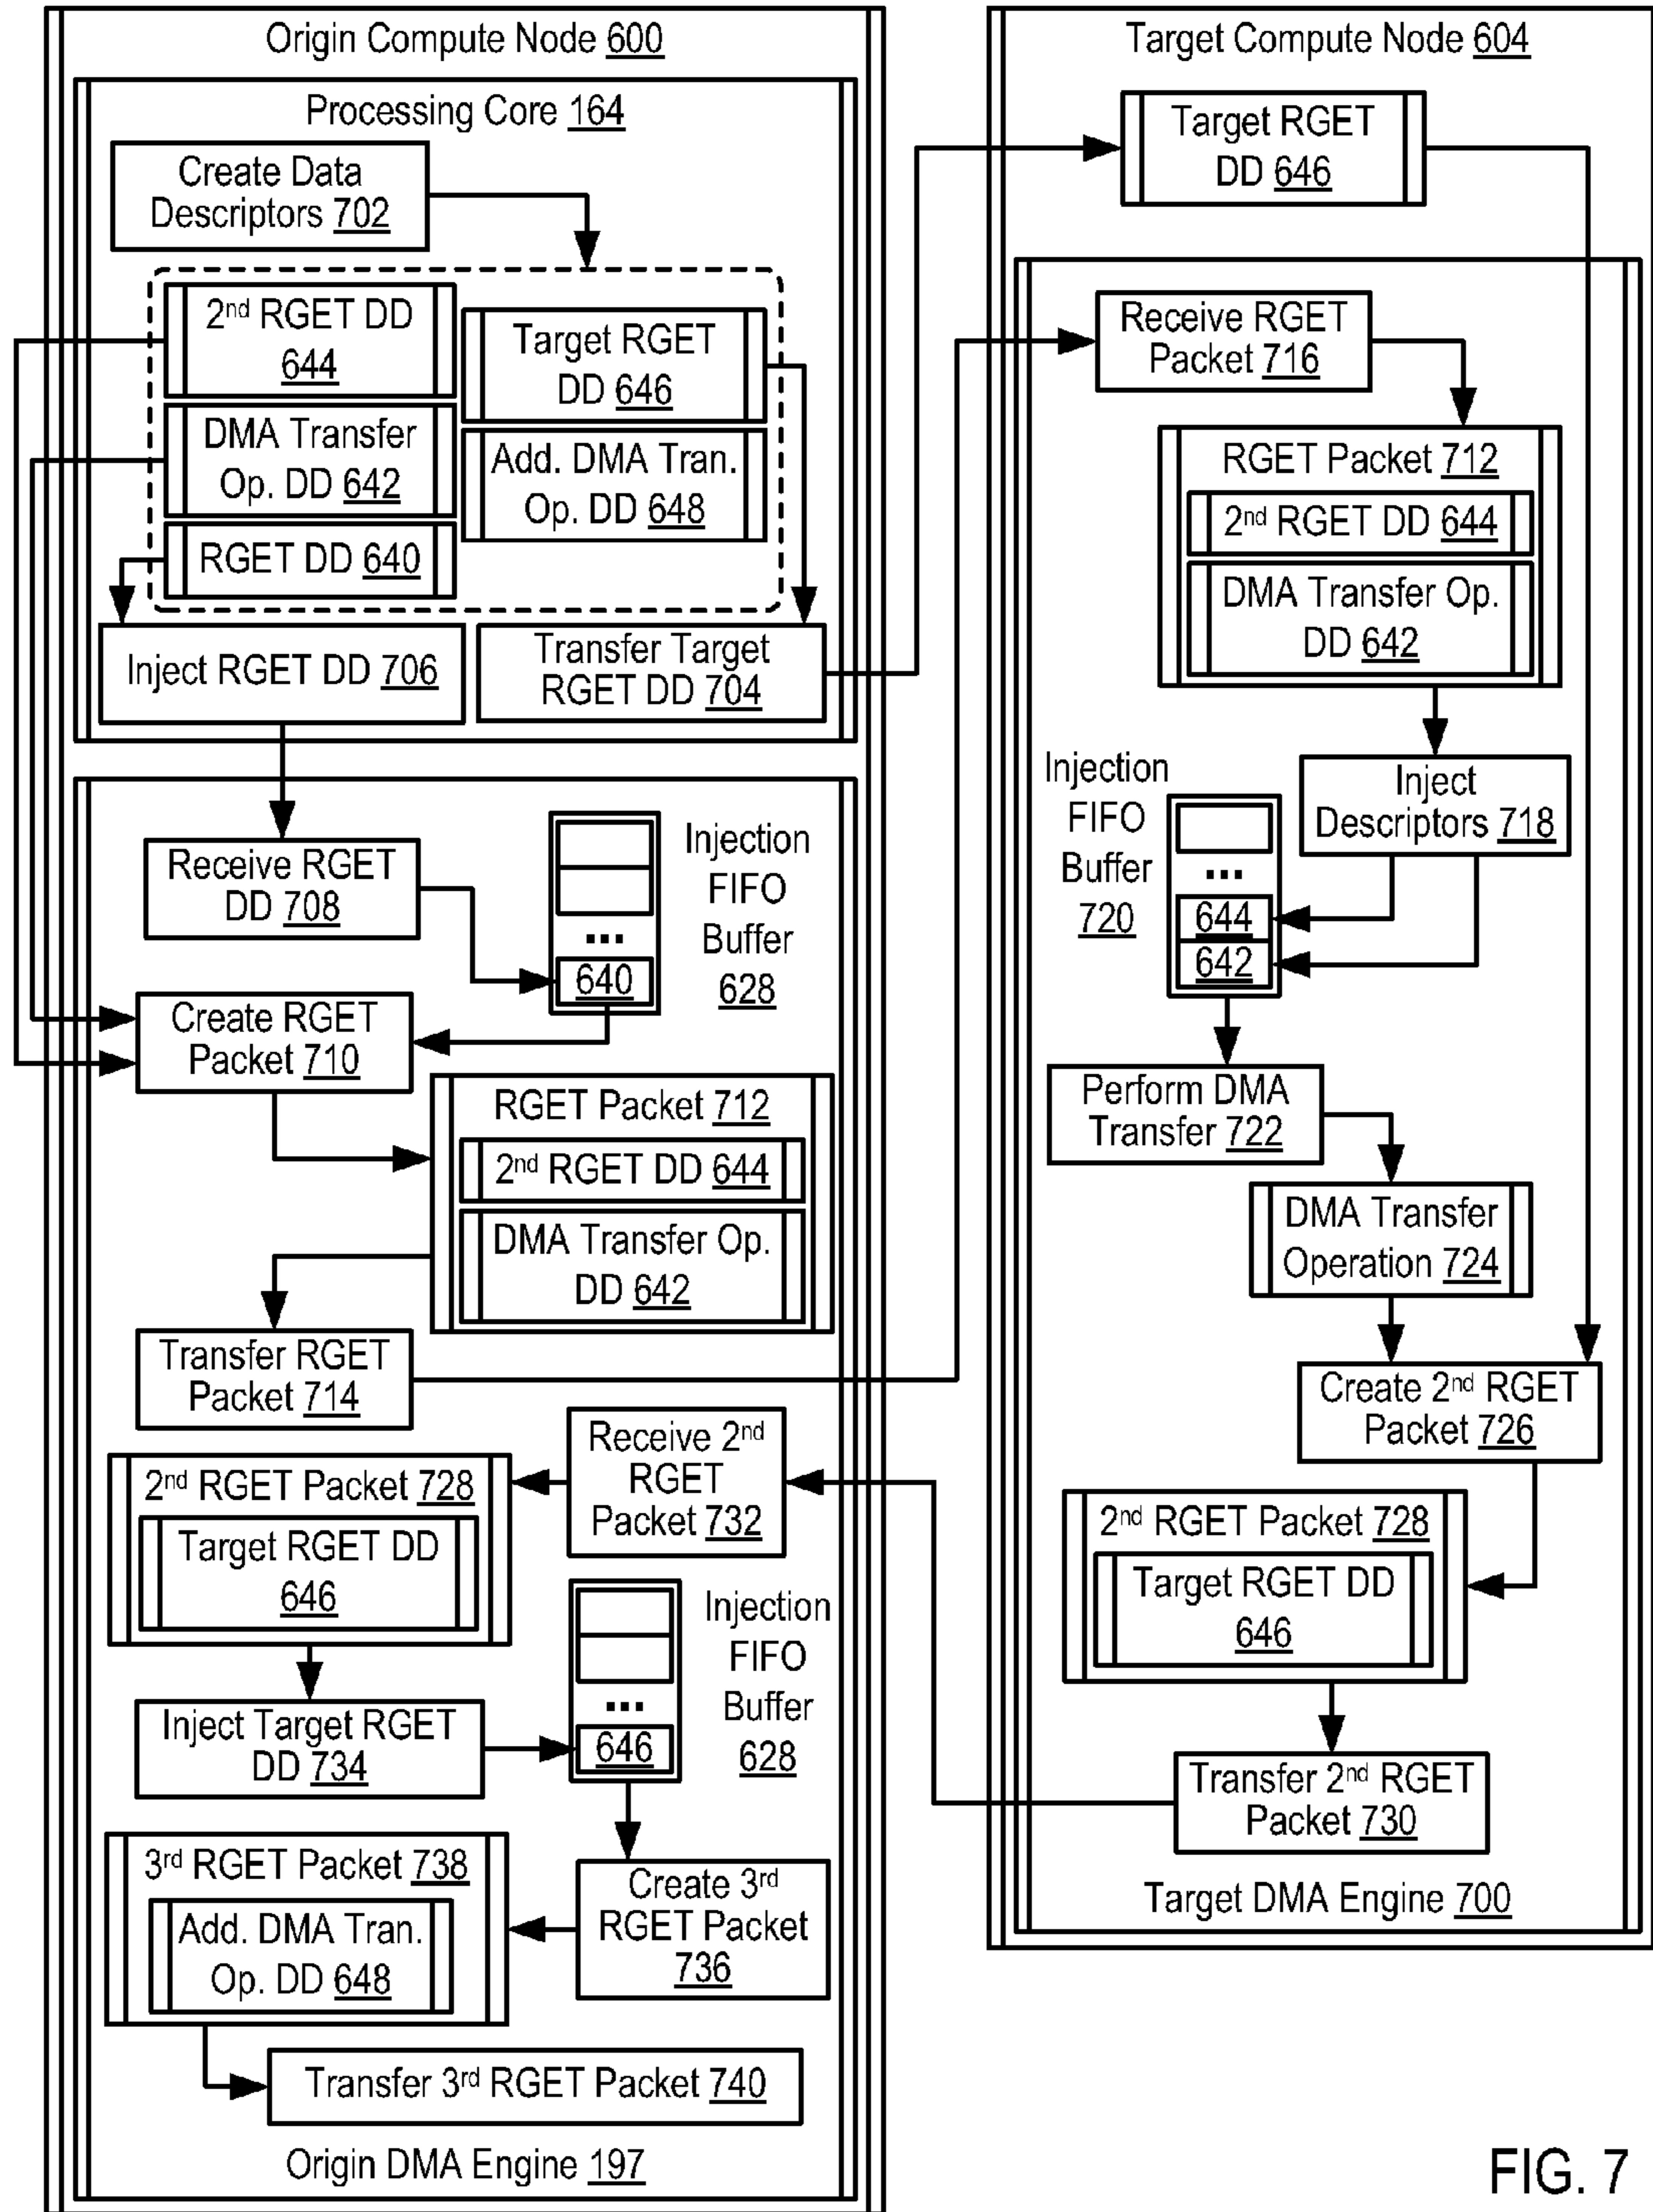 Origin Compute Node 600
Processing Core 164
Create Data
Descriptors 702
2nd RGET DD
644
Target RGET
DD 646
DMA Transfer
Op. DD 642
Add. DMA Tran.
Op. DD 648
RGET DD 640
Inject RGET DD 706
Transfer Target
RGET DD 704
Receive RGET
DD 708
Injection
FIFO
Buffer
628
...
640
Create RGET
Packet 710
RGET Packet 712
2nd RGET DD 644
DMA Transfer Op.
DD 642
Transfer RGET
Packet 714
Receive 2nd
RGET
Packet 732
2nd RGET Packet 728
Target RGET DD
646
Inject Target RGET
DD 734
Injection
FIFO
Buffer
628
...
646
Create 3rd
RGET Packet
736
3rd RGET Packet 738
Add. DMA Tran.
Op. DD 648
Transfer 3rd RGET Packet 740
Origin DMA Engine 197
Target Compute Node 604
Target RGET
DD 646
Receive RGET
Packet 716
RGET Packet 712
2nd RGET DD 644
DMA Transfer Op.
DD 642
Inject
Descriptors 718
Injection
FIFO
Buffer
720
...
644
642
Perform DMA
Transfer 722
DMA Transfer
Operation 724
Create 2nd RGET
Packet 726
2nd RGET Packet 728
Target RGET DD
646
Transfer 2nd RGET
Packet 730
Target DMA Engine 700
FIG. 7